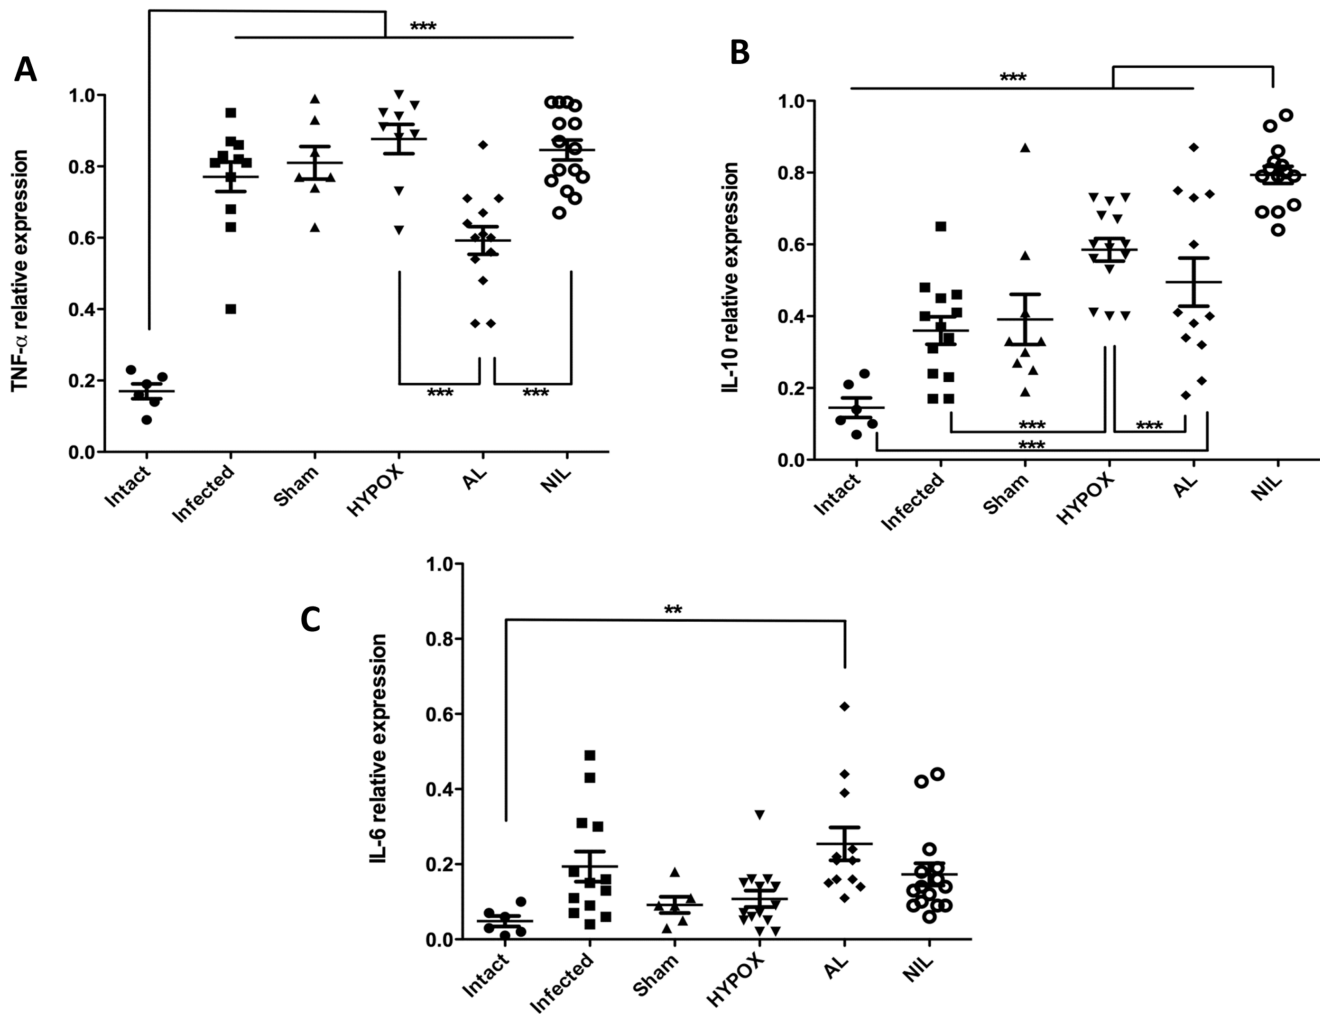 A
***
TNF-α relative expression
1.0
0.8
0.6
0.4
0.2
0.0
***
***
Intact
Infected
Sham
HYPOX
AL
NIL
B
***
IL-10 relative expression
1.0
0.8
0.6
0.4
0.2
0.0
***
***
***
Intact
Infected
Sham
HYPOX
AL
NIL
C
**
IL-6 relative expression
1.0
0.8
0.6
0.4
0.2
0.0
Intact
Infected
Sham
HYPOX
AL
NIL